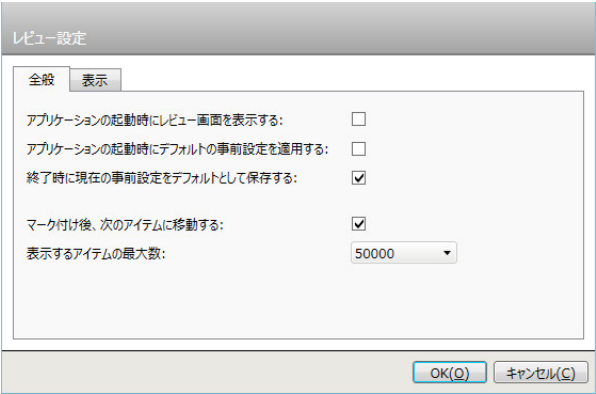 レビュー設定
全般 表示
アプリケーションの起動時にレビュー画面を表示する:
アプリケーションの起動時にデフォルトの事前設定を適用する:
終了時に現在の事前設定をデフォルトとして保存する:
マーク付け後、次のアイテムに移動する:
表示するアイテムの最大数: 50000
OK(O) キャンセル(C)